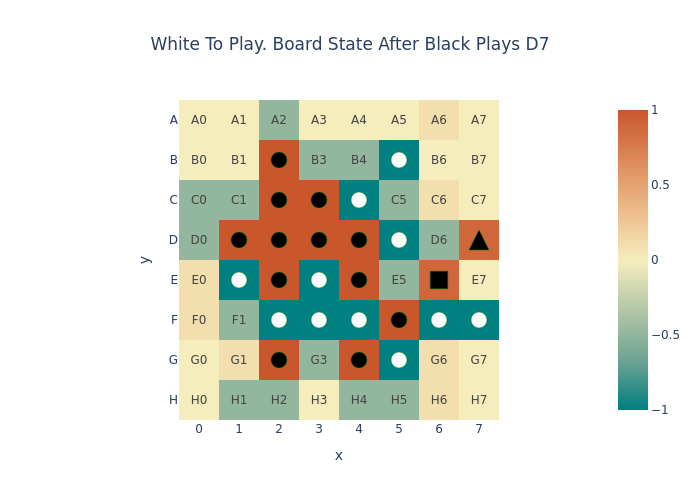 White To Play. Board State After Black Plays D7
A A0 A1 A2 A3 A4 A5 A6 A7 1
B B0 B1 B3 B4 B6 B7
C C0 C1 C5 C6 C7 0.5
D D0 D6
y E E0 E5 E7 0
F F0 F1 −0.5
G G0 G1 G3 G6 G7
H H0 H1 H2 H3 H4 H5 H6 H7 −1
0 1 2 3 4 5 6 7
x